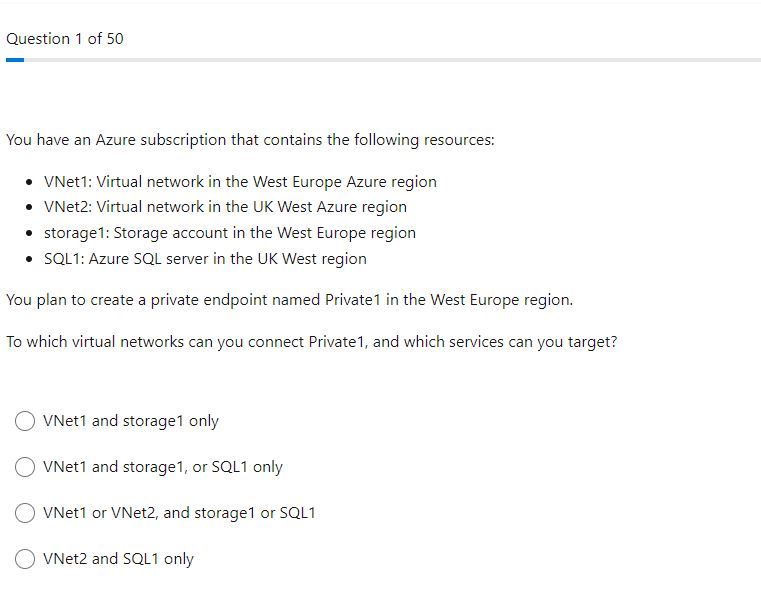 Question 1 of 50
You have an Azure subscription that contains the following resources:
• VNet1: Virtual network in the West Europe Azure region
• VNet2: Virtual network in the UK West Azure region
• storage1: Storage account in the West Europe region
• SQL1: Azure SQL server in the UK West region
You plan to create a private endpoint named Private1 in the West Europe region.
To which virtual networks can you connect Private1, and which services can you target?
VNet1 and storage1 only
VNet1 and storage1, or SQL1 only
VNet1 or VNet2, and storage1 or SQL1
VNet2 and SQL1 only